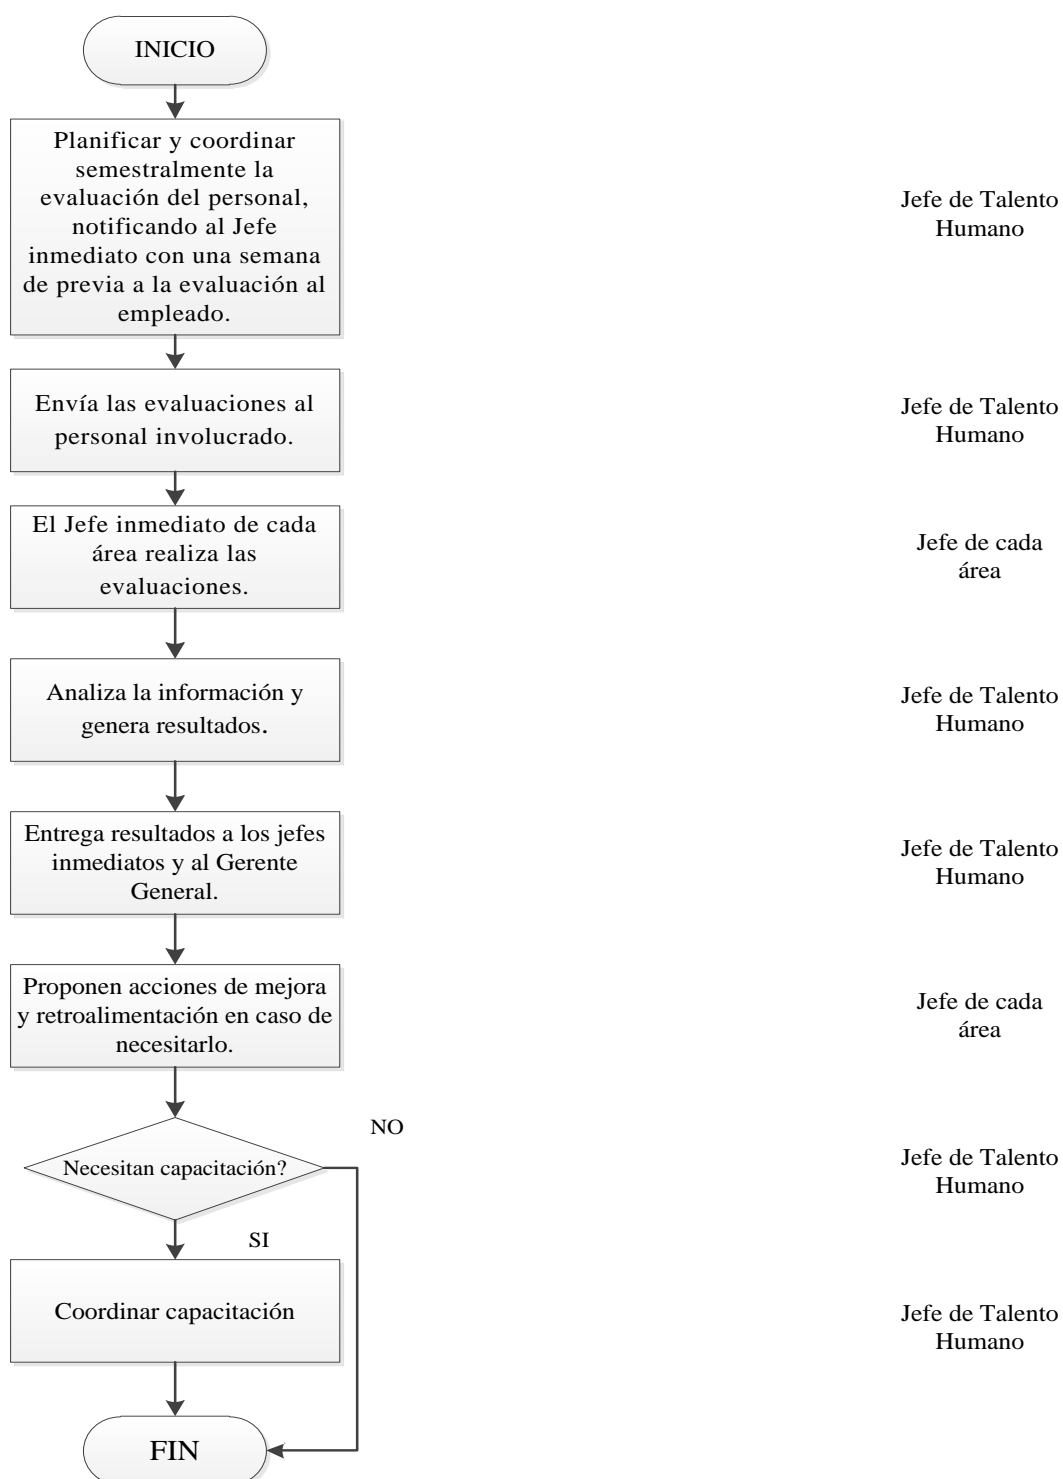 INICIO
Planificar y coordinar
semestralmente la
evaluación del personal,
notificando al Jefe
inmediato con una semana
de previa a la evaluación al
empleado.
Jefe de Talento
Humano
Envía las evaluaciones al
personal involucrado.
Jefe de Talento
Humano
El Jefe inmediato de cada
área realiza las
evaluaciones.
Jefe de cada
área
Analiza la información y
genera resultados.
Jefe de Talento
Humano
Entrega resultados a los jefes
inmediatos y al Gerente
General.
Jefe de Talento
Humano
Proponen acciones de mejora
y retroalimentación en caso de
necesitarlo.
Jefe de cada
área
NO
Necesitan capacitación?
Jefe de Talento
Humano
SI
Coordinar capacitación
Jefe de Talento
Humano
FIN